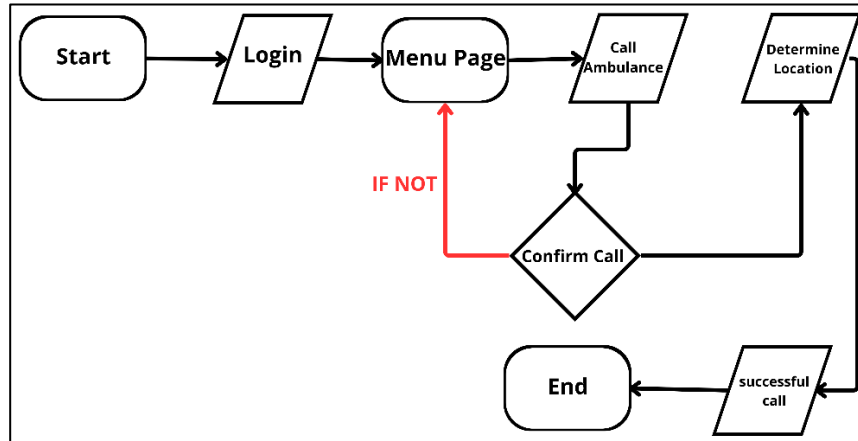 Start
Login
Menu Page
Call
Ambulance
Determine
Location
IF NOT
Confirm Call
End
successful
call